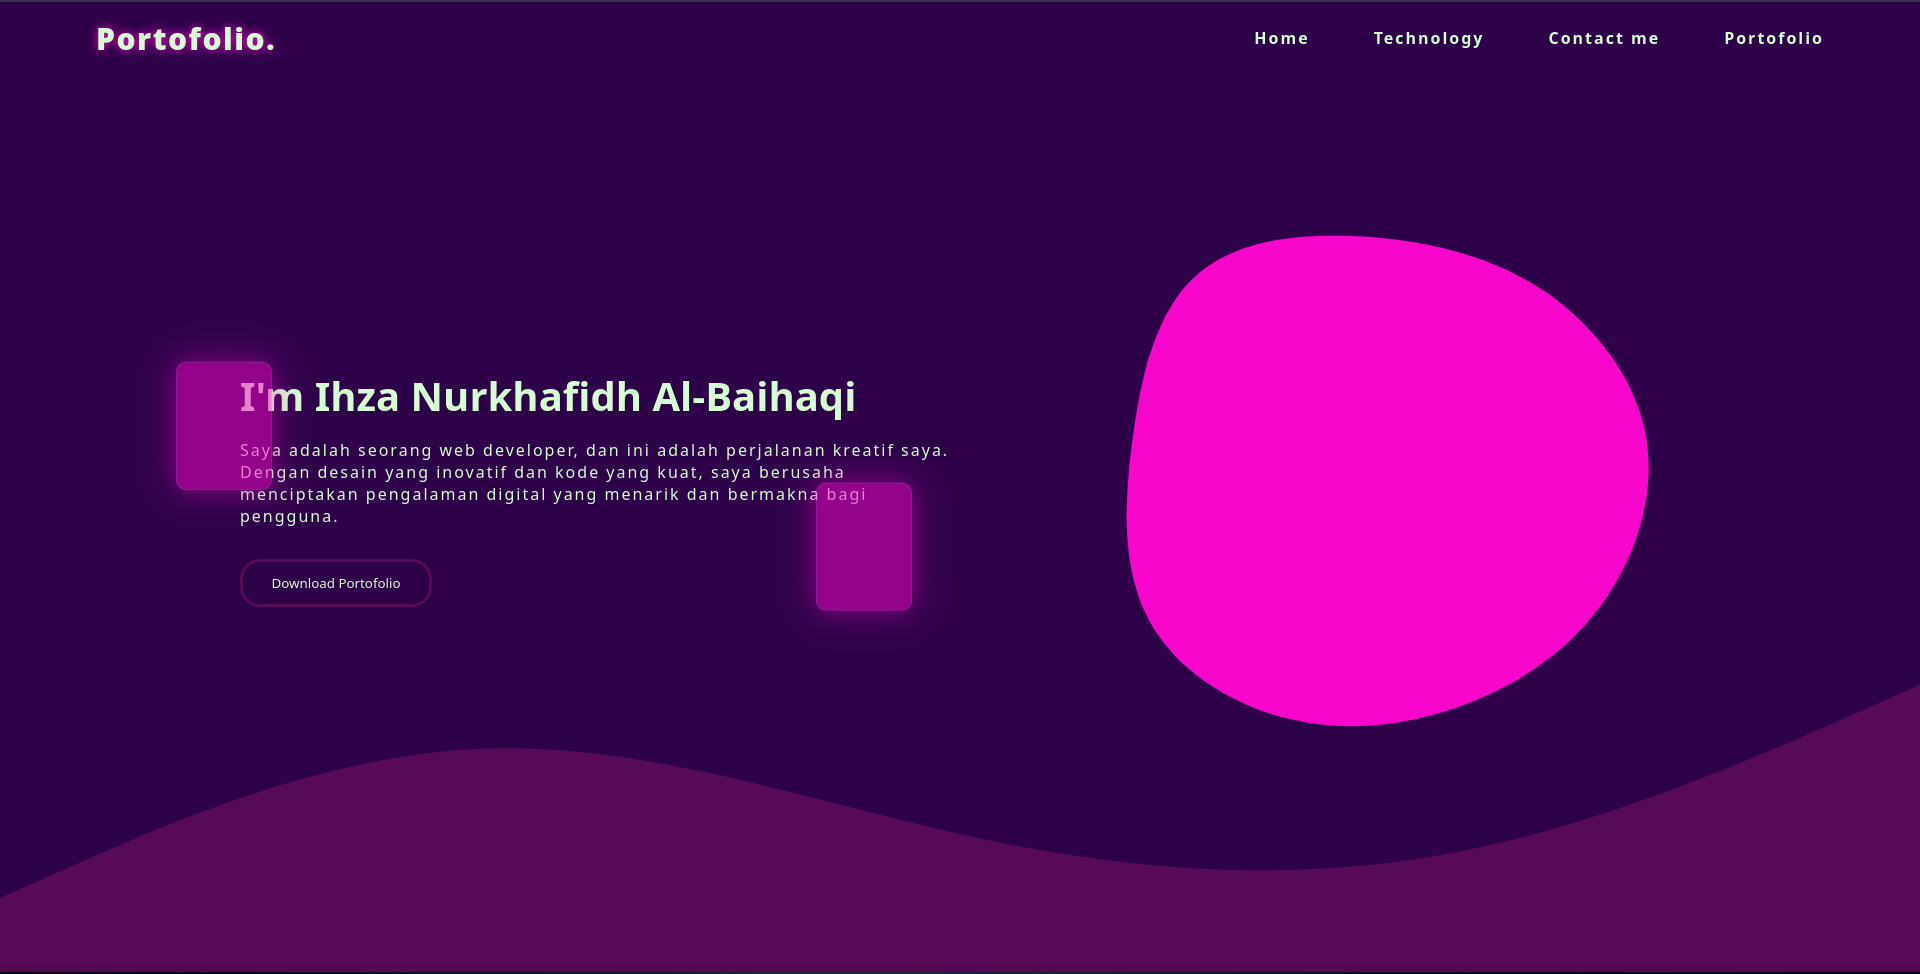 Portofolio.
Home
Technology
Contact me
Portofolio
I'm Ihza Nurkhafidh Al-Baihaqi
Saya adalah seorang web developer, dan ini adalah perjalanan kreatif saya.
Dengan desain yang inovatif dan kode yang kuat, saya berusaha
menciptakan pengalaman digital yang menarik dan bermakna bagi
pengguna.
Download Portofolio